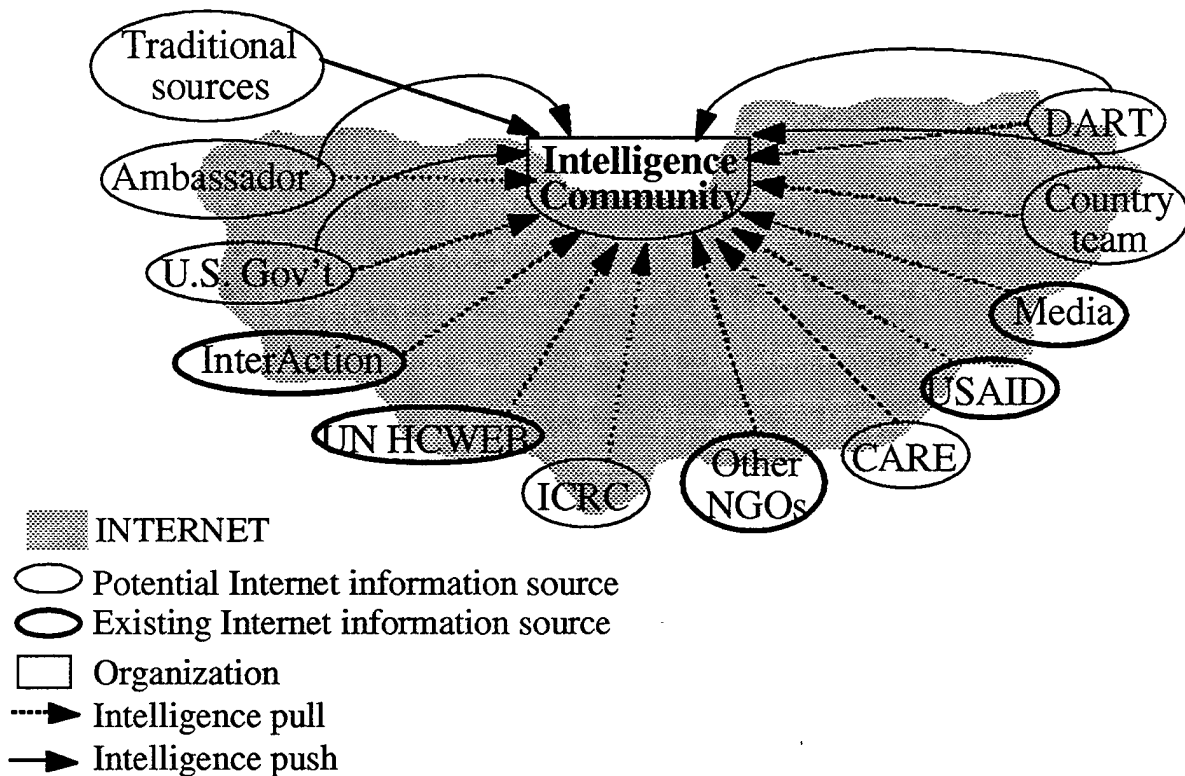 Traditional
sources
Ambassador
U.S. Gov't
InterAction
UN HCWEB
ICRC
Other
NGOs
CARE
USAID
Media
Country
team
DART
Intelligence
Community
INTERNET
Potential Internet information source
Existing Internet information source
Organization
Intelligence pull
Intelligence push